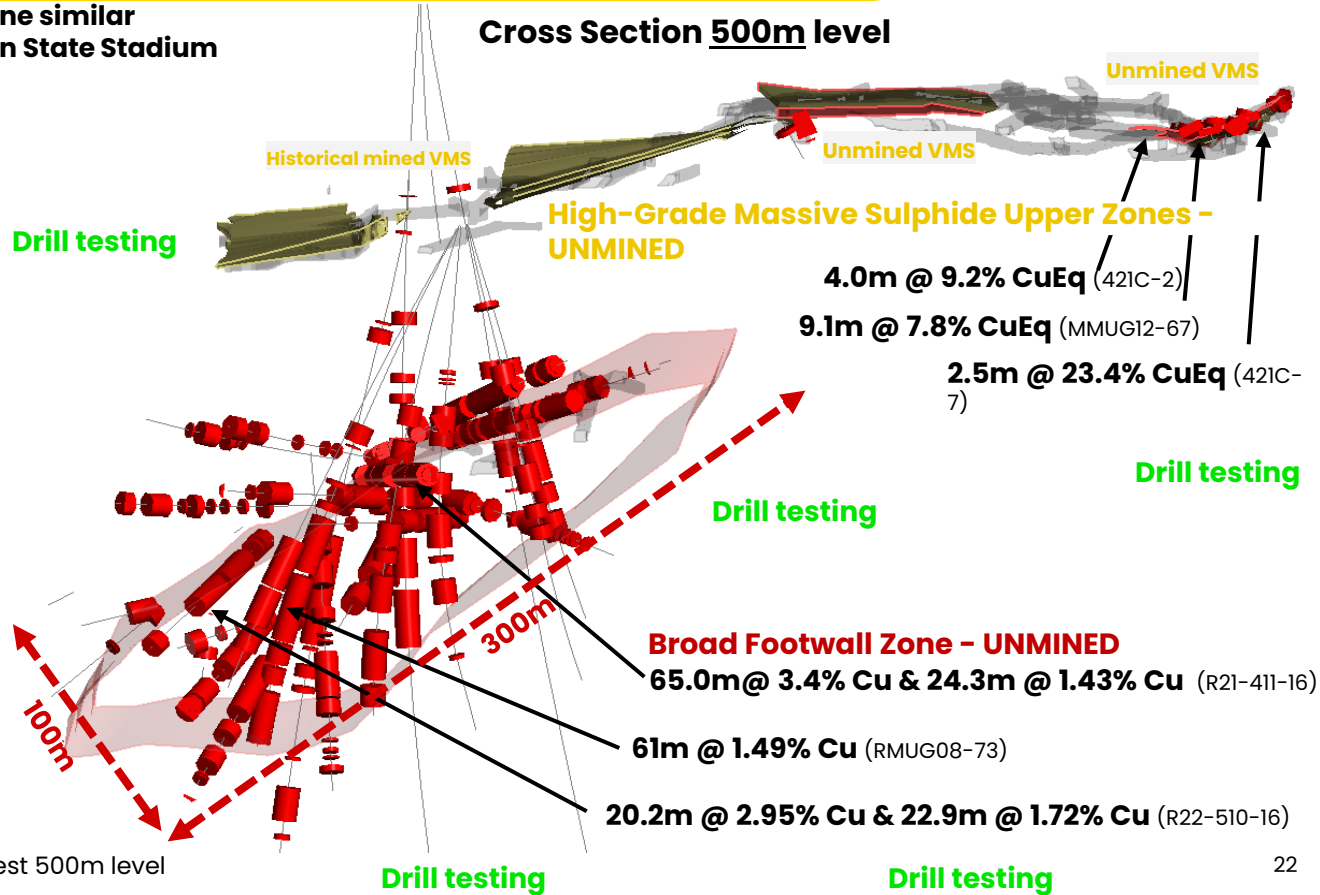 ne similar
n State Stadium
Cross Section 500m level
Unmined VMS
Historical mined VMS
Unmined VMS
High-Grade Massive Sulphide Upper Zones -
UNMINED
Drill testing
4.0m @ 9.2% CuEq (421C-2)
9.1m @ 7.8% CuEq (MMUG12-67)
2.5m @ 23.4% CuEq (421C-
7)
Drill testing
Drill testing
300m
Broad Footwall Zone - UNMINED
65.0m@ 3.4% Cu & 24.3m @ 1.43% Cu (R21-411-16)
100m
61m @ 1.49% Cu (RMUG08-73)
20.2m @ 2.95% Cu & 22.9m @ 1.72% Cu (R22-510-16)
est 500m level
Drill testing
Drill testing
22